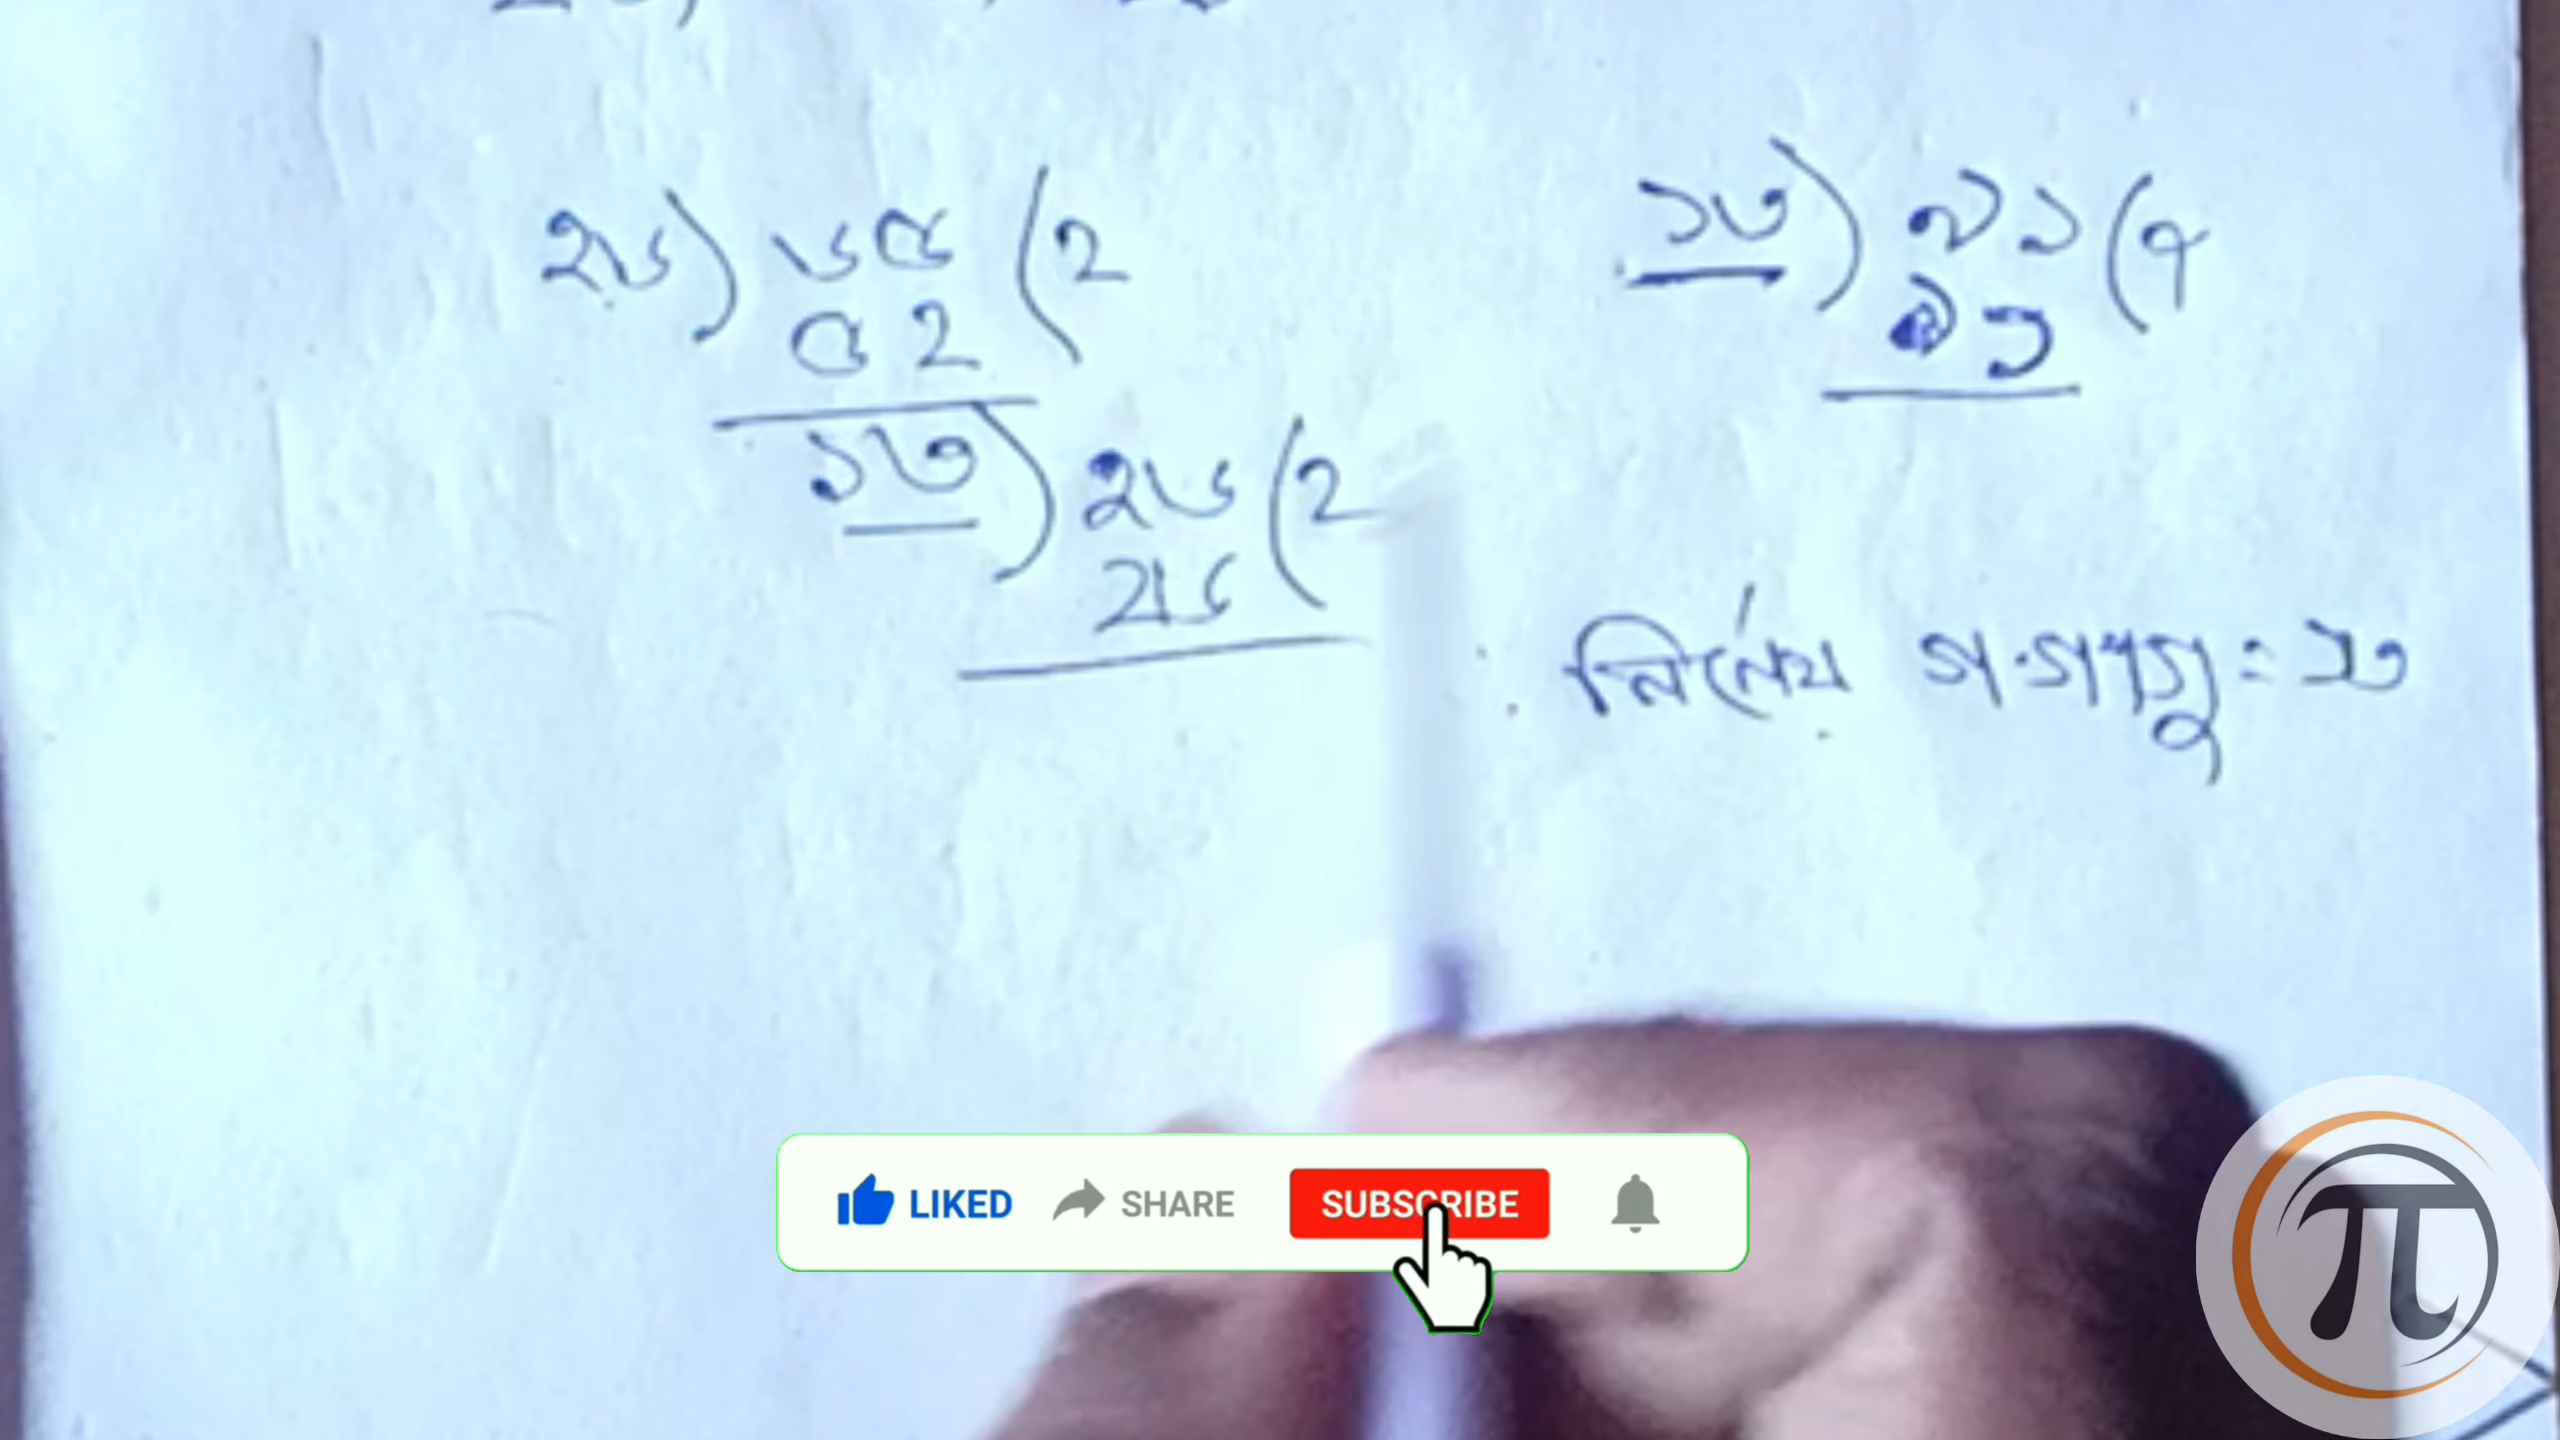 ২৬) ৬৫ (২
৫২
১৩) ২৬ (২
২৬
১৩) ৯১ (৭
৯১
নির্ণেয় গ.সা.গু = ১৩
LIKED SHARE SUBSCRIBE
π